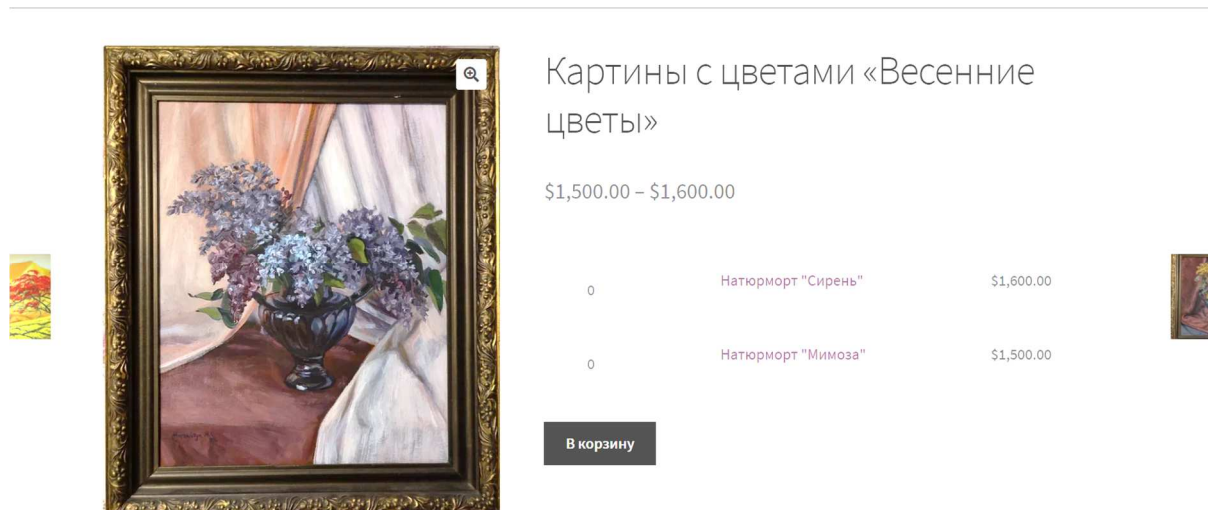 Картины с цветами «Весенние
цветы»
$1,500.00 – $1,600.00
0 Натюрморт "Сирень" $1,600.00
0 Натюрморт "Мимоза" $1,500.00
В корзину